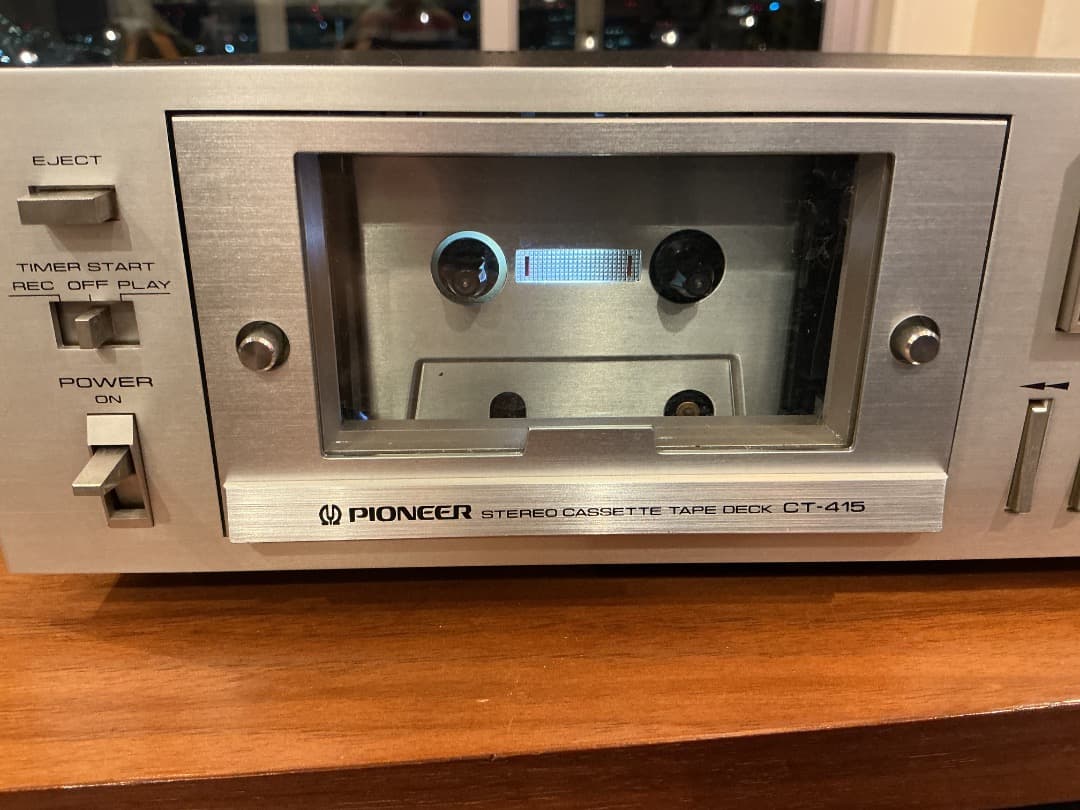 EJECT
TIMER START
REC OFF PLAY
POWER
ON
PIONEER STEREO CASSETTE TAPE DECK CT-415